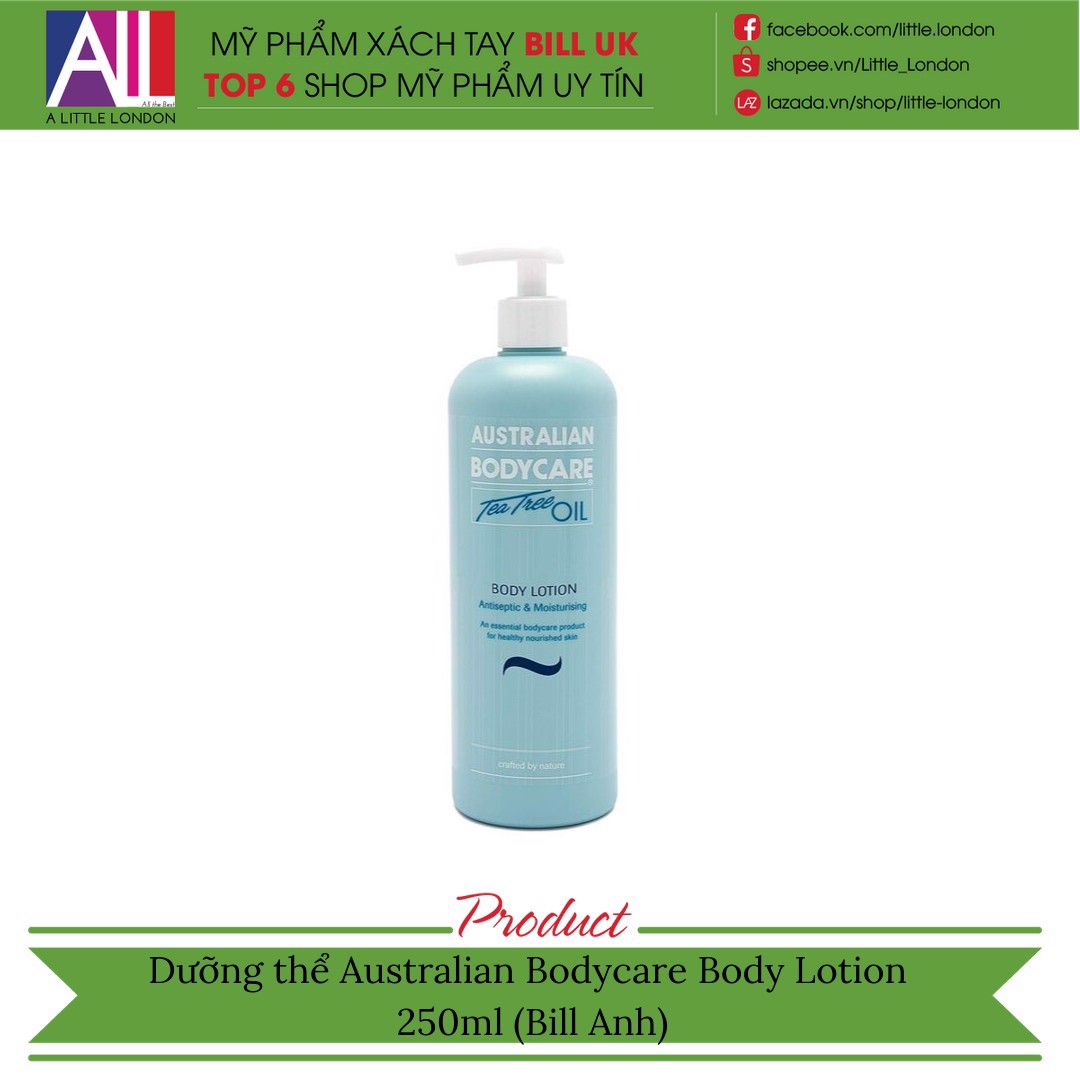 All
All the Best
A LITTLE LONDON
MỸ PHẨM XÁCH TAY BILL UK
TOP 6 SHOP MỸ PHẨM UY TÍN
facebook.com/little.london
shopee.vn/Little_London
LAZ lazada.vn/shop/little-london
AUSTRALIAN
BODYCARE®
Tea Tree OIL
BODY LOTION
Antiseptic & Moisturising
An essential bodycare product
for healthy nourished skin
crafted by nature
Product
Dưỡng thể Australian Bodycare Body Lotion
250ml (Bill Anh)